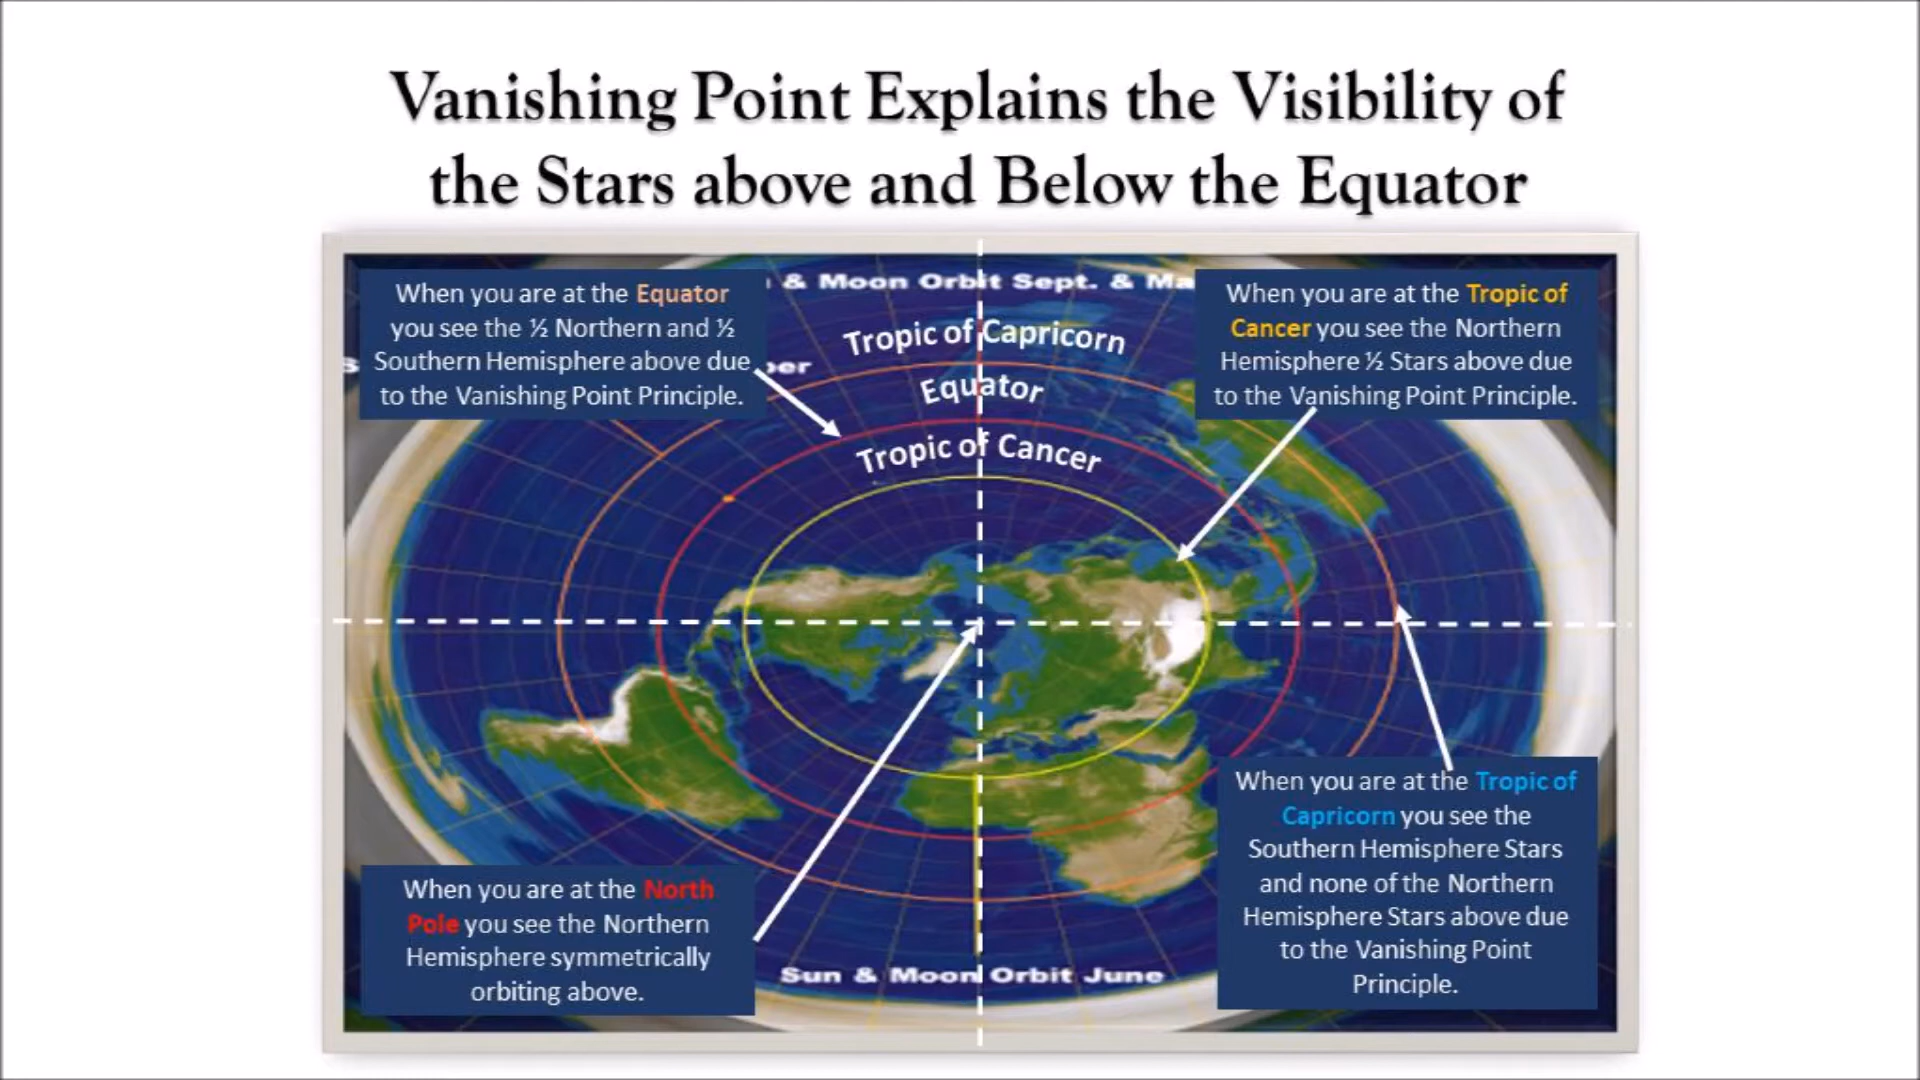 Vanishing Point Explains the Visibility of
the Stars above and Below the Equator
When you are at the Equator
you see the ½ Northern and ½
Southern Hemisphere above due
to the Vanishing Point Principle.
& Moon Orbit Sept. & Ma
When you are at the Tropic of
Cancer you see the Northern
Hemisphere ½ Stars above due
to the Vanishing Point Principle.
Tropic of Capricorn
S
per
Equator
Tropic of Cancer
When you are at the North
Pole you see the Northern
Hemisphere symmetrically
orbiting above.
Sun & Moon Orbit June
When you are at the Tropic of
Capricorn you see the
Southern Hemisphere Stars
and none of the Northern
Hemisphere Stars above due
to the Vanishing Point
Principle.